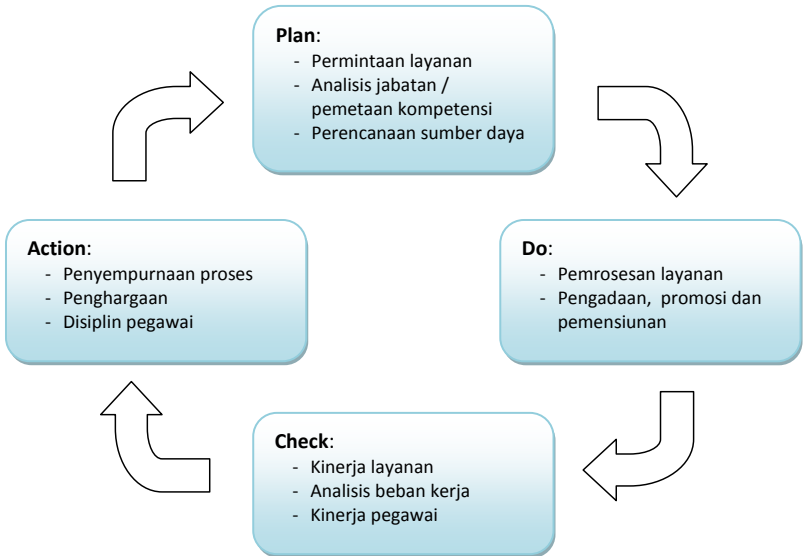 Plan:
- Permintaan layanan
- Analisis jabatan /
pemetaan kompetensi
- Perencanaan sumber daya
Action:
- Penyempurnaan proses
- Penghargaan
- Disiplin pegawai
Do:
- Pemrosesan layanan
- Pengadaan, promosi dan
pemensiunan
Check:
- Kinerja layanan
- Analisis beban kerja
- Kinerja pegawai